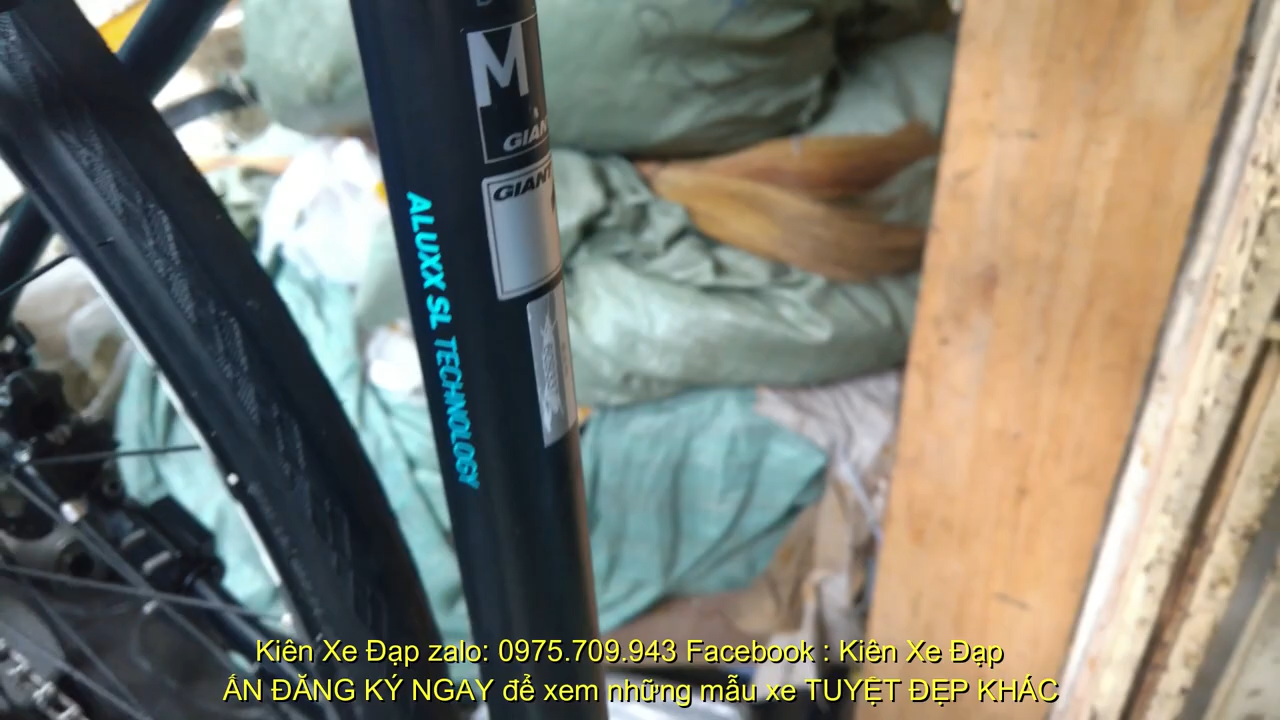 M
GIANT
GIANT
ALUXX SL TECHNOLOGY
Kiên Xe Đạp zalo: 0975.709.943 Facebook : Kiên Xe Đạp
ẤN ĐĂNG KÝ NGAY để xem những mẫu xe TUYỆT ĐẸP KHÁC